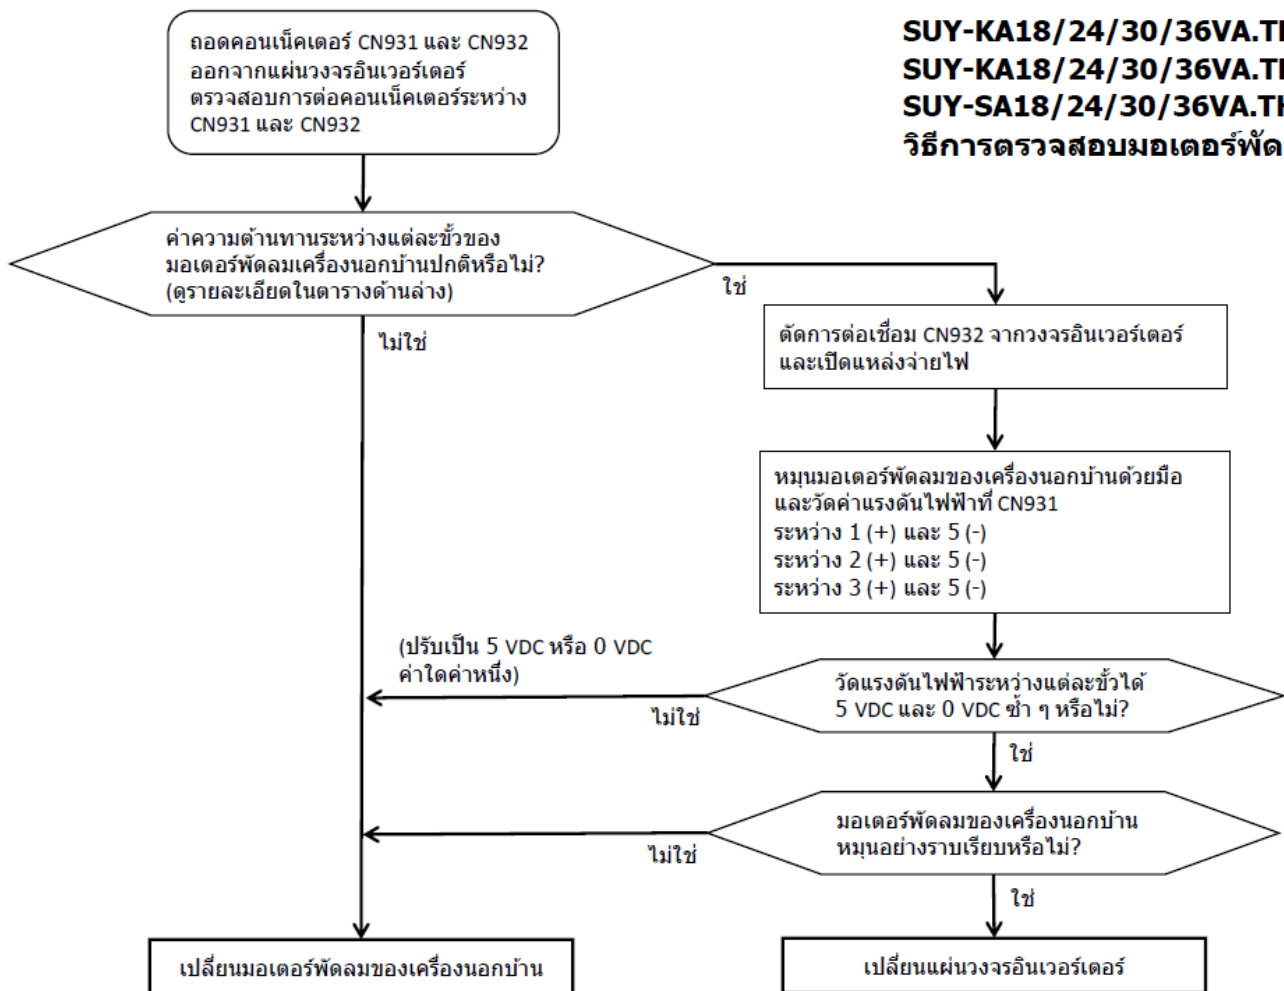 SUY-KA18/24/30/36VA.TH
SUY-KA18/24/30/36VA.TH
SUY-SA18/24/30/36VA.TH
วิธีการตรวจสอบมอเตอร์พัด
ถอดคอนเน็คเตอร์ CN931 และ CN932
ออกจากแผ่นวงจรอินเวอร์เตอร์
ตรวจสอบการต่อคอนเน็คเตอร์ระหว่าง
CN931 และ CN932
ค่าความต้านทานระหว่างแต่ละขั้วของ
มอเตอร์พัดลมเครื่องนอกบ้านปกติหรือไม่?
(ดูรายละเอียดในตารางด้านล่าง)
ใช่
ไม่ใช่
ตัดการต่อเชื่อม CN932 จากวงจรอินเวอร์เตอร์
และเปิดแหล่งจ่ายไฟ
หมุนมอเตอร์พัดลมของเครื่องนอกบ้านด้วยมือ
และวัดค่าแรงดันไฟฟ้าที่ CN931
ระหว่าง 1 (+) และ 5 (-)
ระหว่าง 2 (+) และ 5 (-)
ระหว่าง 3 (+) และ 5 (-)
(ปรับเป็น 5 VDC หรือ 0 VDC
ค่าใดค่าหนึ่ง)
วัดแรงดันไฟฟ้าระหว่างแต่ละขั้วได้
5 VDC และ 0 VDC ซ้ำ ๆ หรือไม่?
ไม่ใช่
ใช่
มอเตอร์พัดลมของเครื่องนอกบ้าน
หมุนอย่างราบเรียบหรือไม่?
ไม่ใช่
ใช่
เปลี่ยนมอเตอร์พัดลมของเครื่องนอกบ้าน
เปลี่ยนแผ่นวงจรอินเวอร์เตอร์